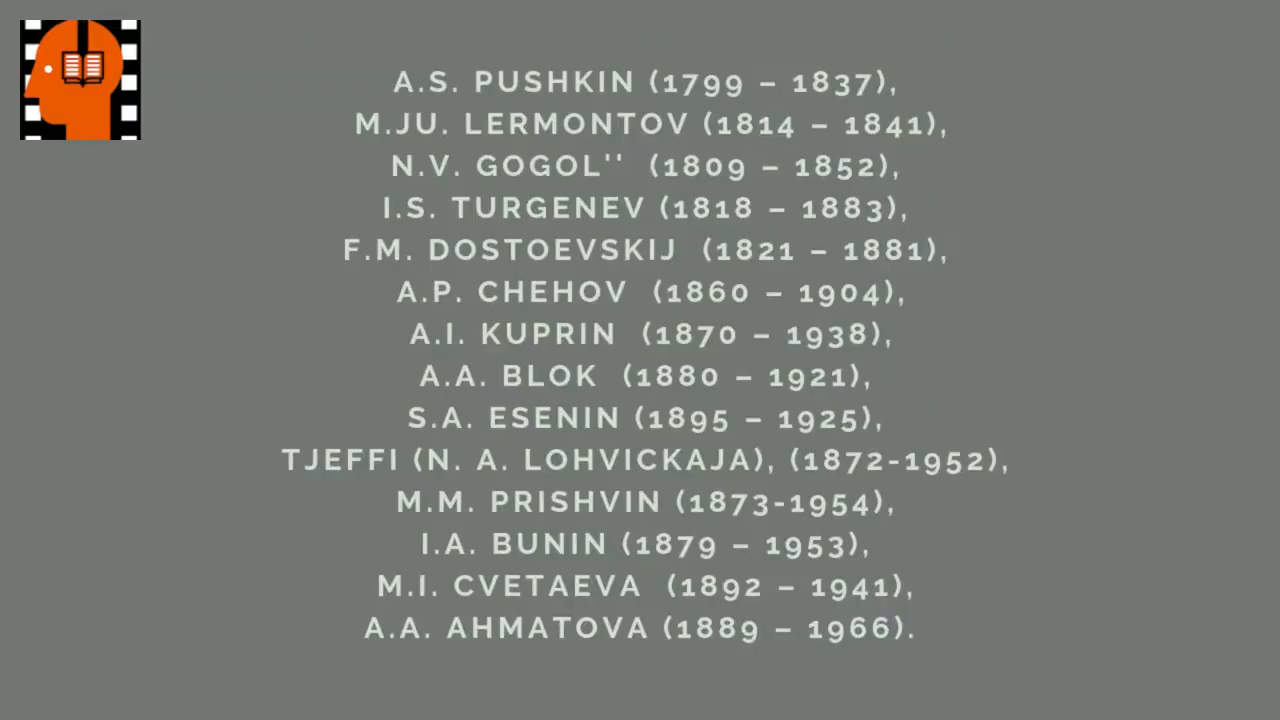 A.S. PUSHKIN (1799 – 1837),
M.JU. LERMONTOV (1814 – 1841),
N.V. GOGOL'' (1809 – 1852),
I.S. TURGENEV (1818 – 1883),
F.M. DOSTOEVSKIJ (1821 – 1881),
A.P. CHEHOV (1860 – 1904),
A.I. KUPRIN (1870 – 1938),
A.A. BLOK (1880 – 1921),
S.A. ESENIN (1895 – 1925),
TJEFFI (N. A. LOHVICKAJA), (1872-1952),
M.M. PRISHVIN (1873-1954),
I.A. BUNIN (1879 – 1953),
M.I. CVETAEVA (1892 – 1941),
A.A. AHMATOVA (1889 – 1966).